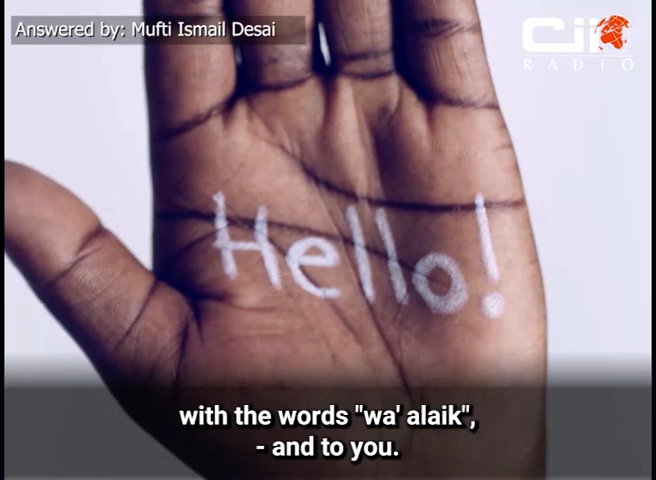 Answered by: Mufti Ismail Desai
Cii
RADIO
Hello!
with the words "wa' alaik",
- and to you.